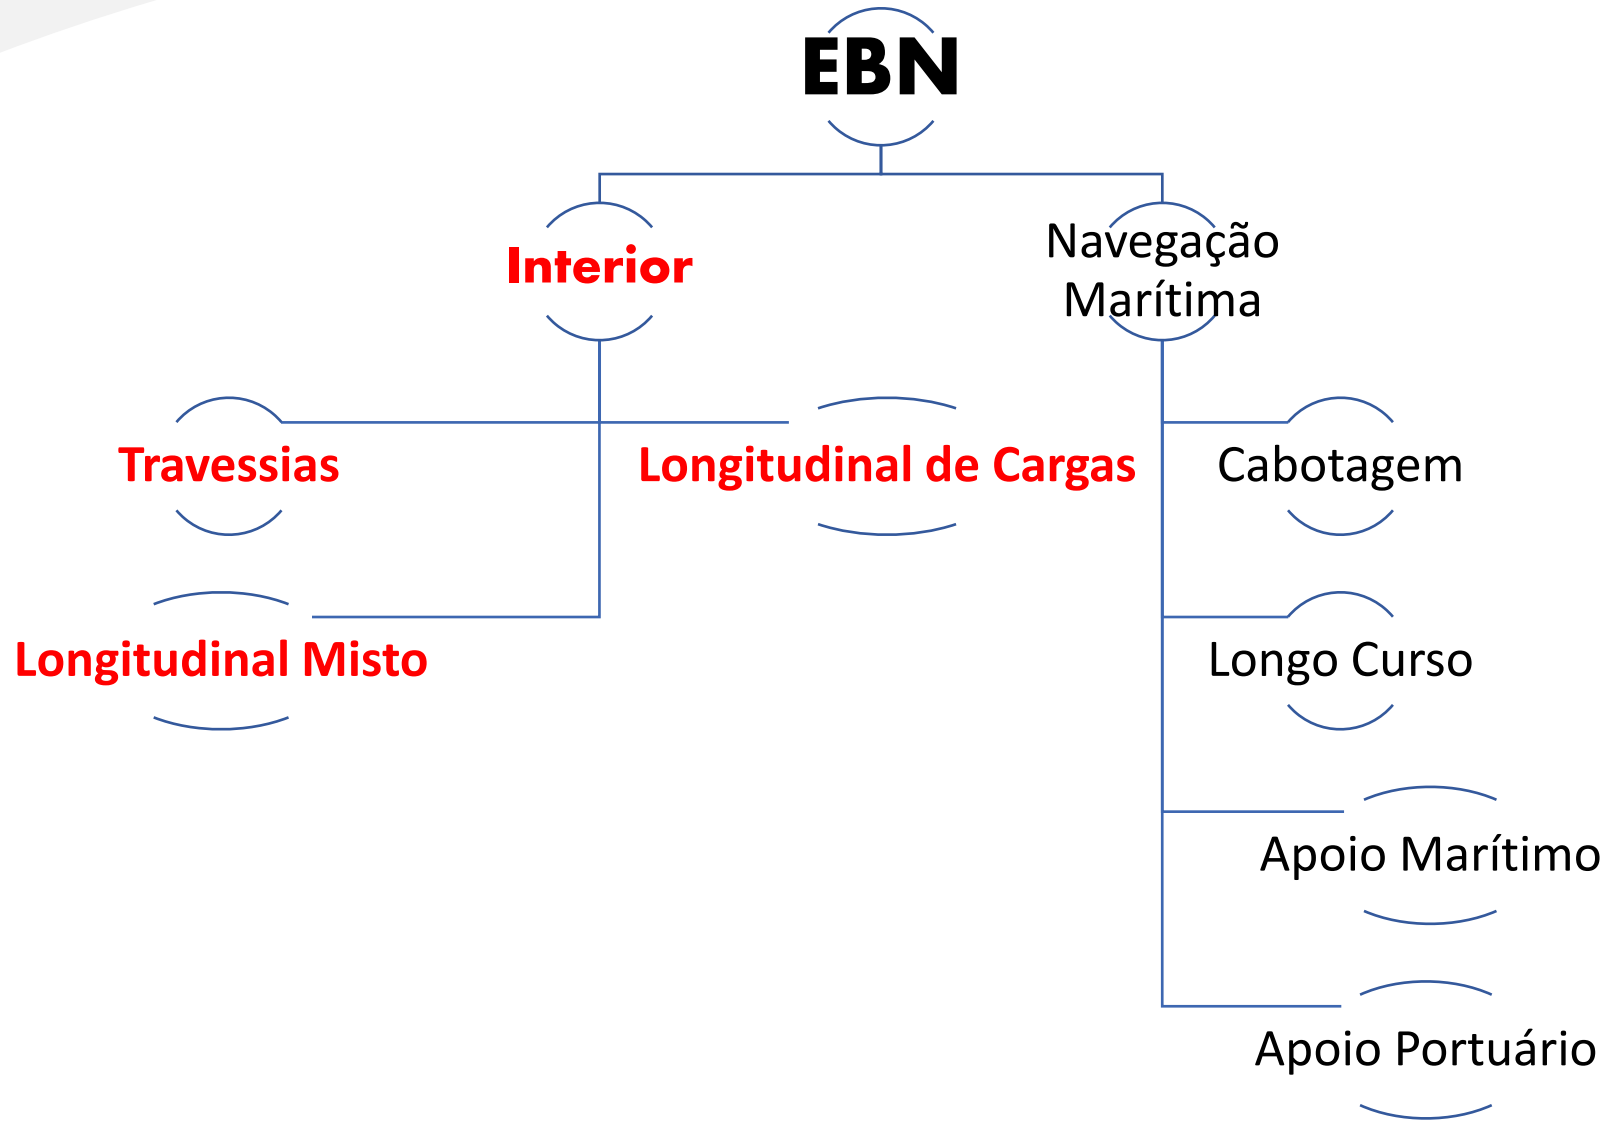 EBN
Interior
Navegação
Marítima
Travessias
Longitudinal de Cargas
Cabotagem
Longitudinal Misto
Longo Curso
Apoio Marítimo
Apoio Portuário